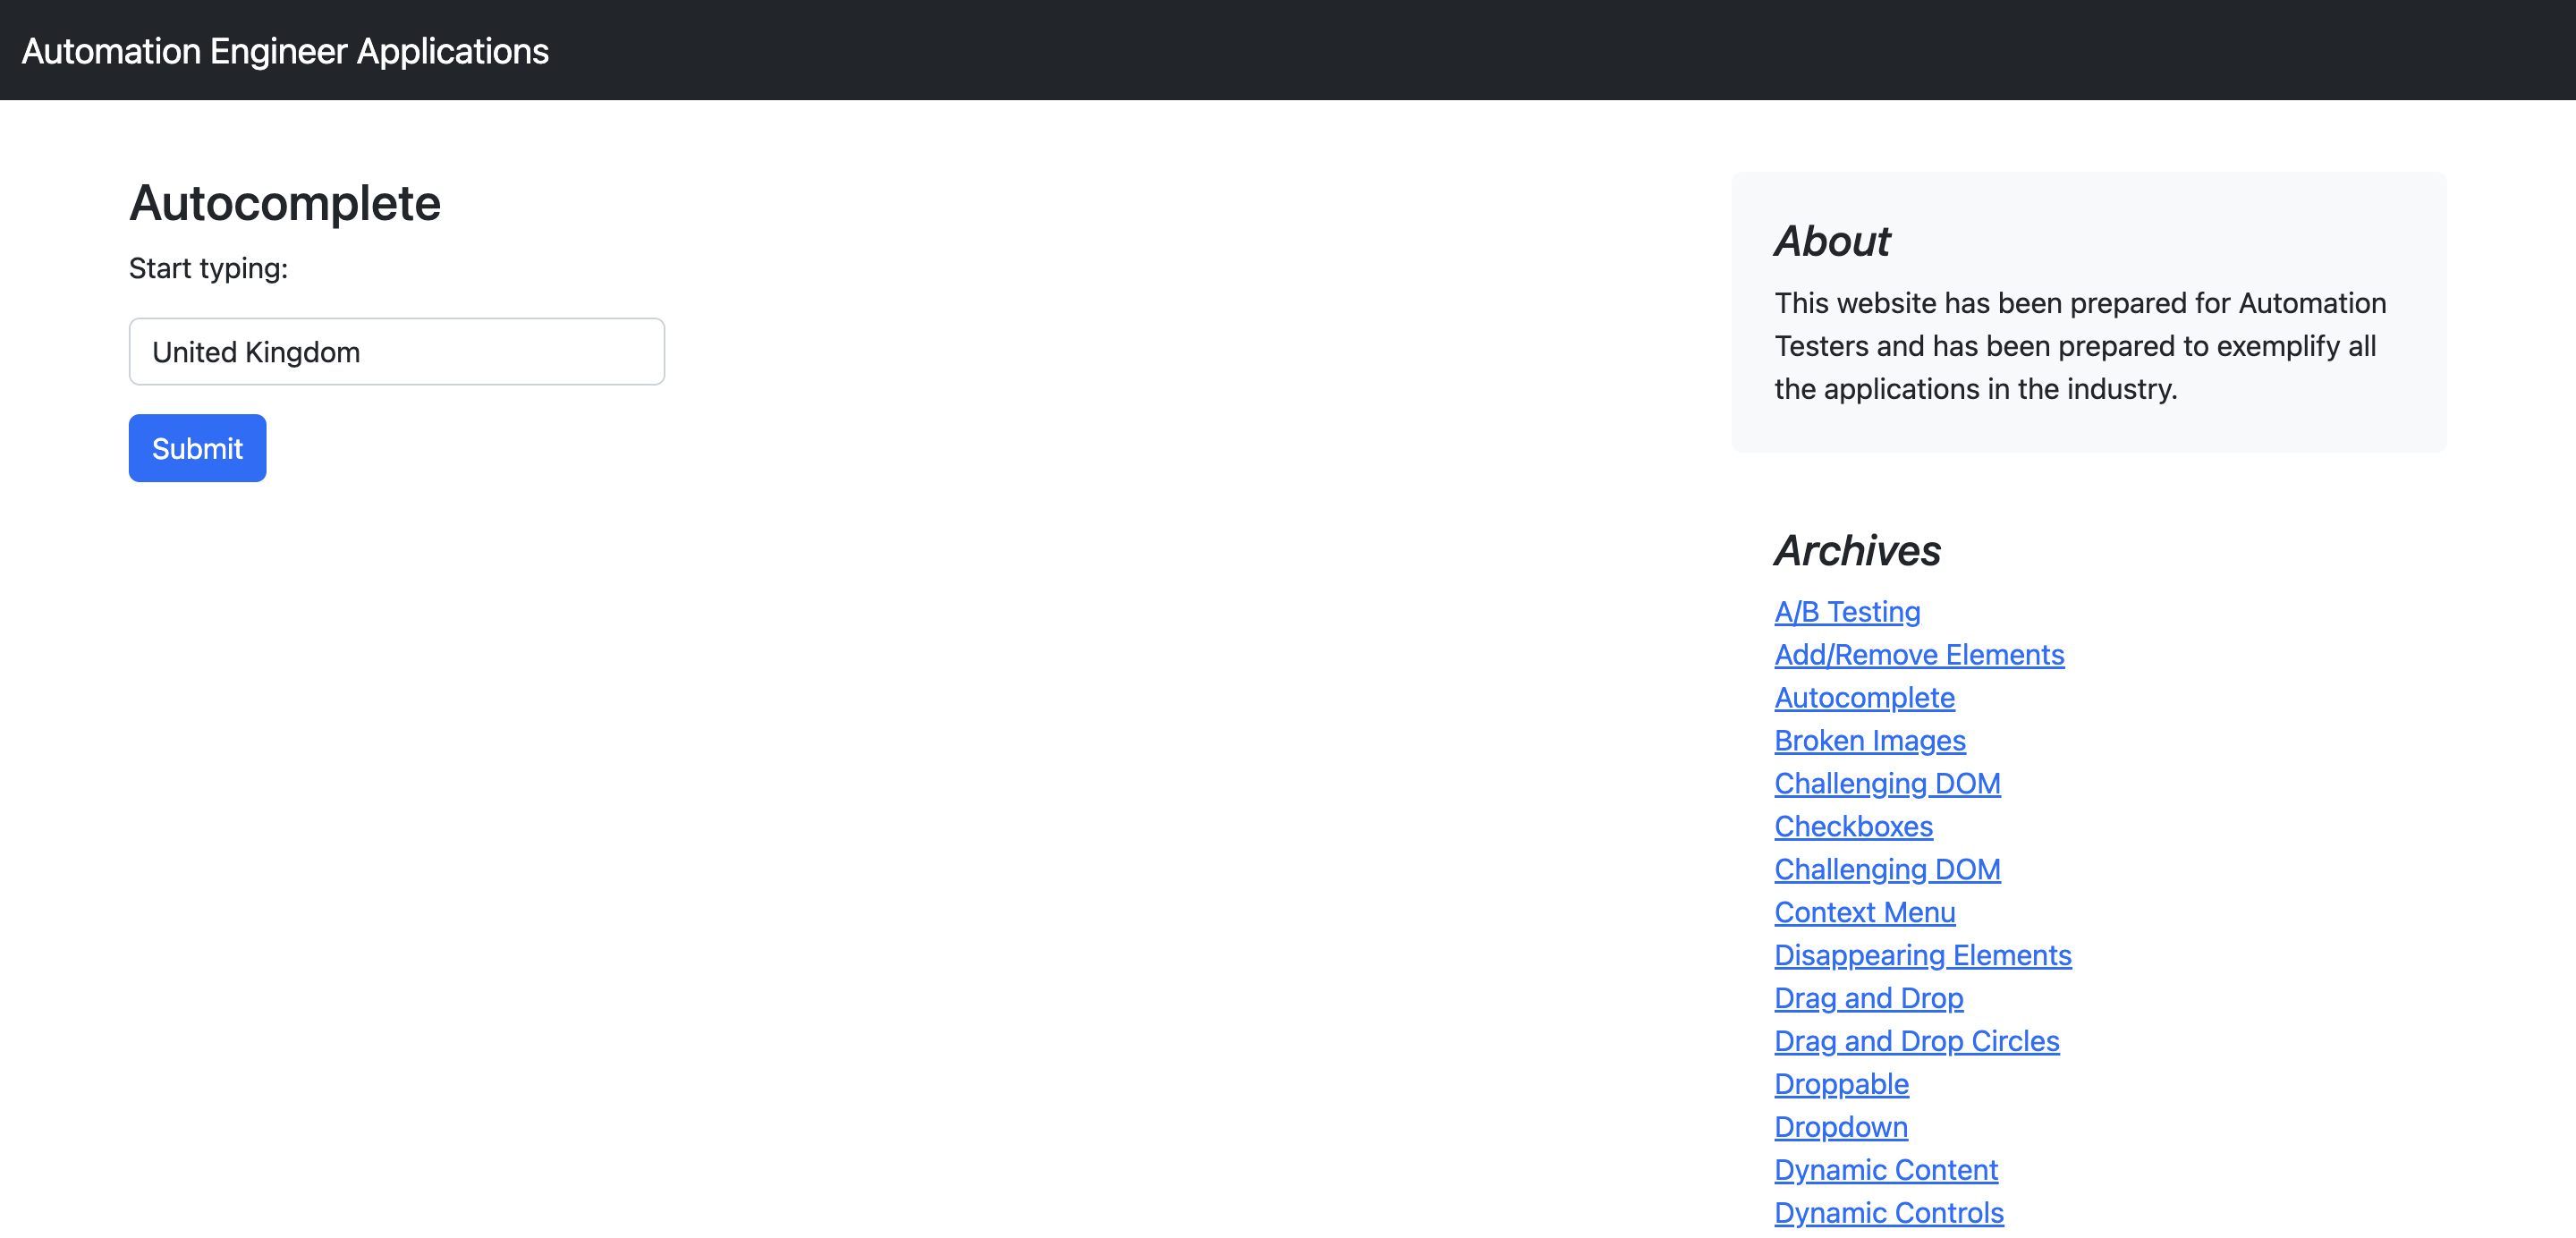 Automation Engineer Applications
Autocomplete
Start typing:
United Kingdom
Submit
About
This website has been prepared for Automation
Testers and has been prepared to exemplify all
the applications in the industry.
Archives
A/B Testing
Add/Remove Elements
Autocomplete
Broken Images
Challenging DOM
Checkboxes
Challenging DOM
Context Menu
Disappearing Elements
Drag and Drop
Drag and Drop Circles
Droppable
Dropdown
Dynamic Content
Dynamic Controls